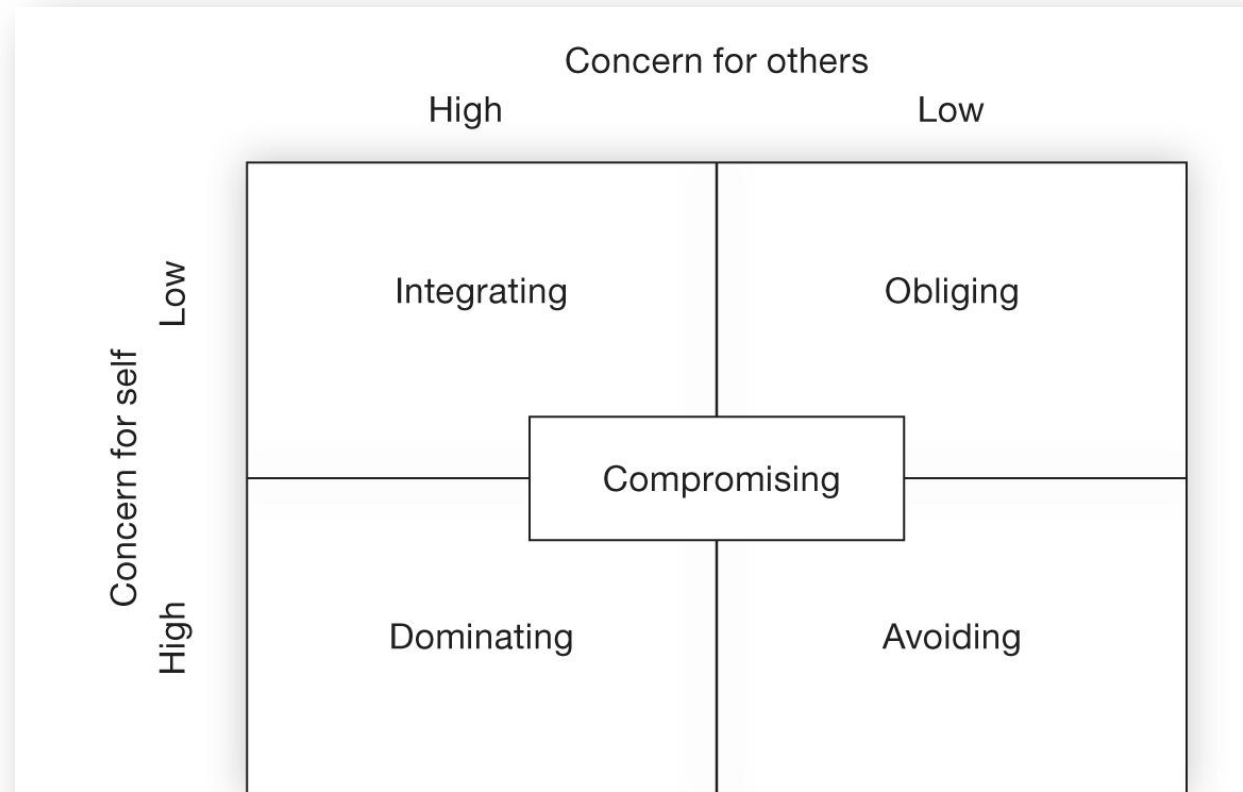 Concern for others
High
Low
Concern for self
Low
High
Integrating
Obliging
Compromising
Dominating
Avoiding